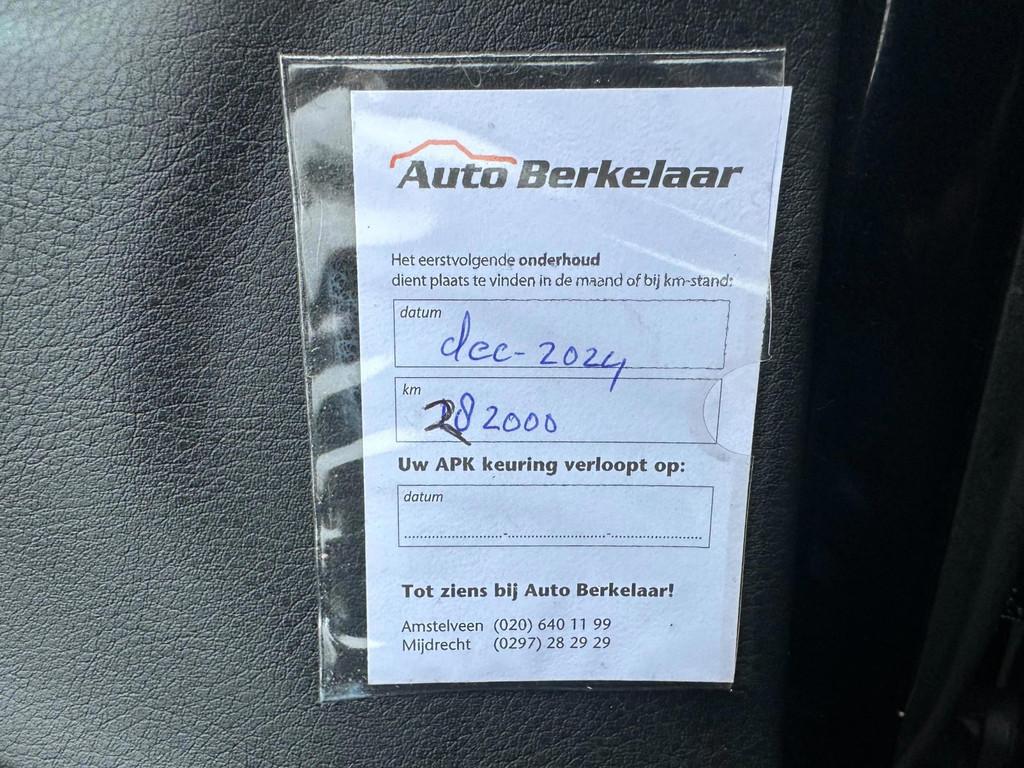 Auto Berkelaar
Het eerstvolgende onderhoud
dient plaats te vinden in de maand of bij km-stand:
datum
dec-2024
km
282000
Uw APK keuring verloopt op:
datum
..........................-..........................-........................
Tot ziens bij Auto Berkelaar!
Amstelveen (020) 640 11 99
Mijdrecht (0297) 28 29 29